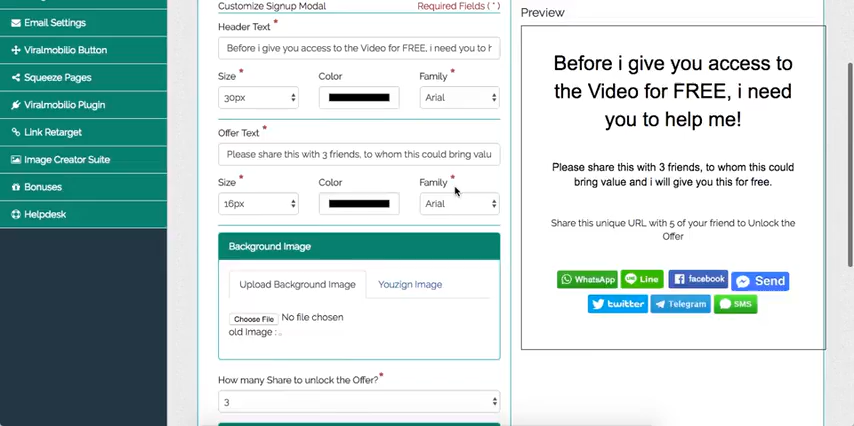 Email Settings
Viralmobilio Button
Squeeze Pages
Viralmobilio Plugin
Link Retarget
Image Creator Suite
Bonuses
Helpdesk
Customize Signup Modal
Required Fields ( * )
Header Text *
Before i give you access to the Video for FREE, i need you to h
Size *
Color
Family *
30px
Arial
Offer Text *
Please share this with 3 friends, to whom this could bring valu
Size *
Color
Family *
16px
Arial
Background Image
Upload Background Image
Youzign Image
Choose File
No file chosen
old Image : ..
How many Share to unlock the Offer? *
3
Preview
Before i give you access to
the Video for FREE, i need
you to help me!
Please share this with 3 friends, to whom this could
bring value and i will give you this for free.
Share this unique URL with 5 of your friend to Unlock the
Offer
WhatsApp
Line
facebook
Send
twitter
Telegram
SMS